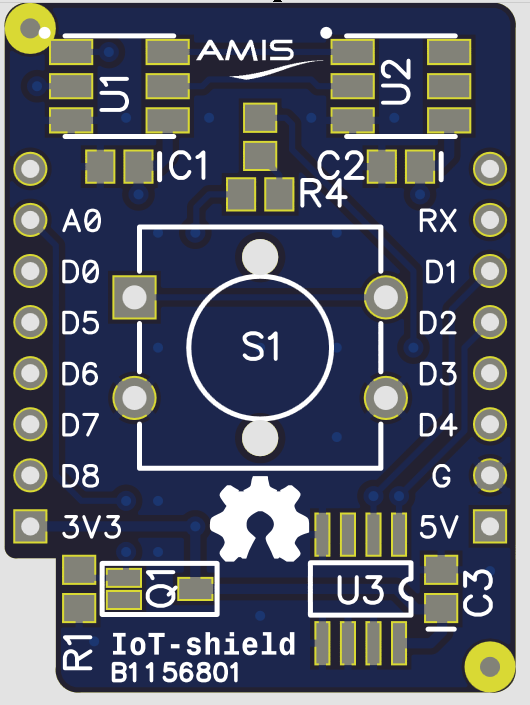 AMIS
U1
U2
IC1
C2
R4
A0
RX
D0
D1
D5
D2
S1
D6
D3
D7
D4
D8
G
3V3
5V
Q1
U3
C3
R1
IoT-shield
B1156801